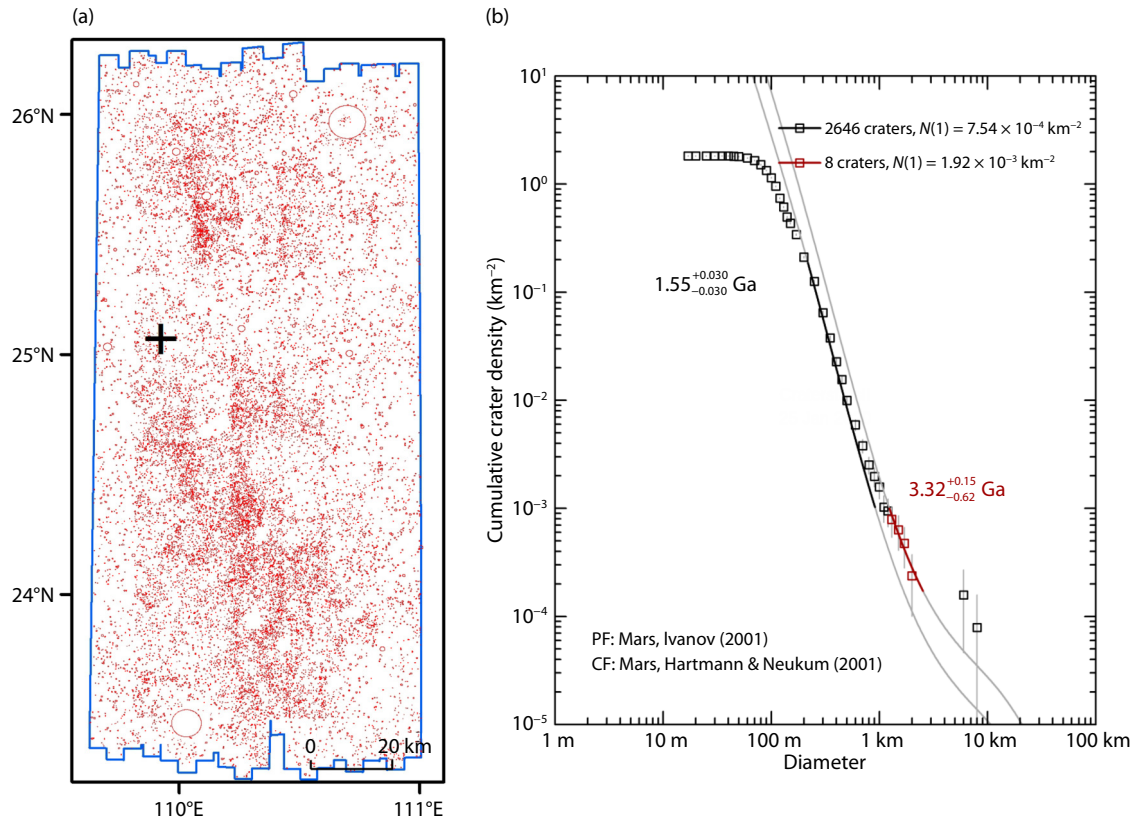 (a)
26°N
25°N
24°N
0
20 km
110°E
111°E
(b)
Cumulative crater density (km⁻²)
10¹
10⁰
10⁻¹
10⁻²
10⁻³
10⁻⁴
10⁻⁵
2646 craters, N(1) = 7.54 × 10⁻⁴ km⁻²
8 craters, N(1) = 1.92 × 10⁻³ km⁻²
1.55 +0.030 −0.030 Ga
3.32 +0.15 −0.62 Ga
PF: Mars, Ivanov (2001)
CF: Mars, Hartmann & Neukum (2001)
1 m
10 m
100 m
1 km
10 km
100 km
Diameter